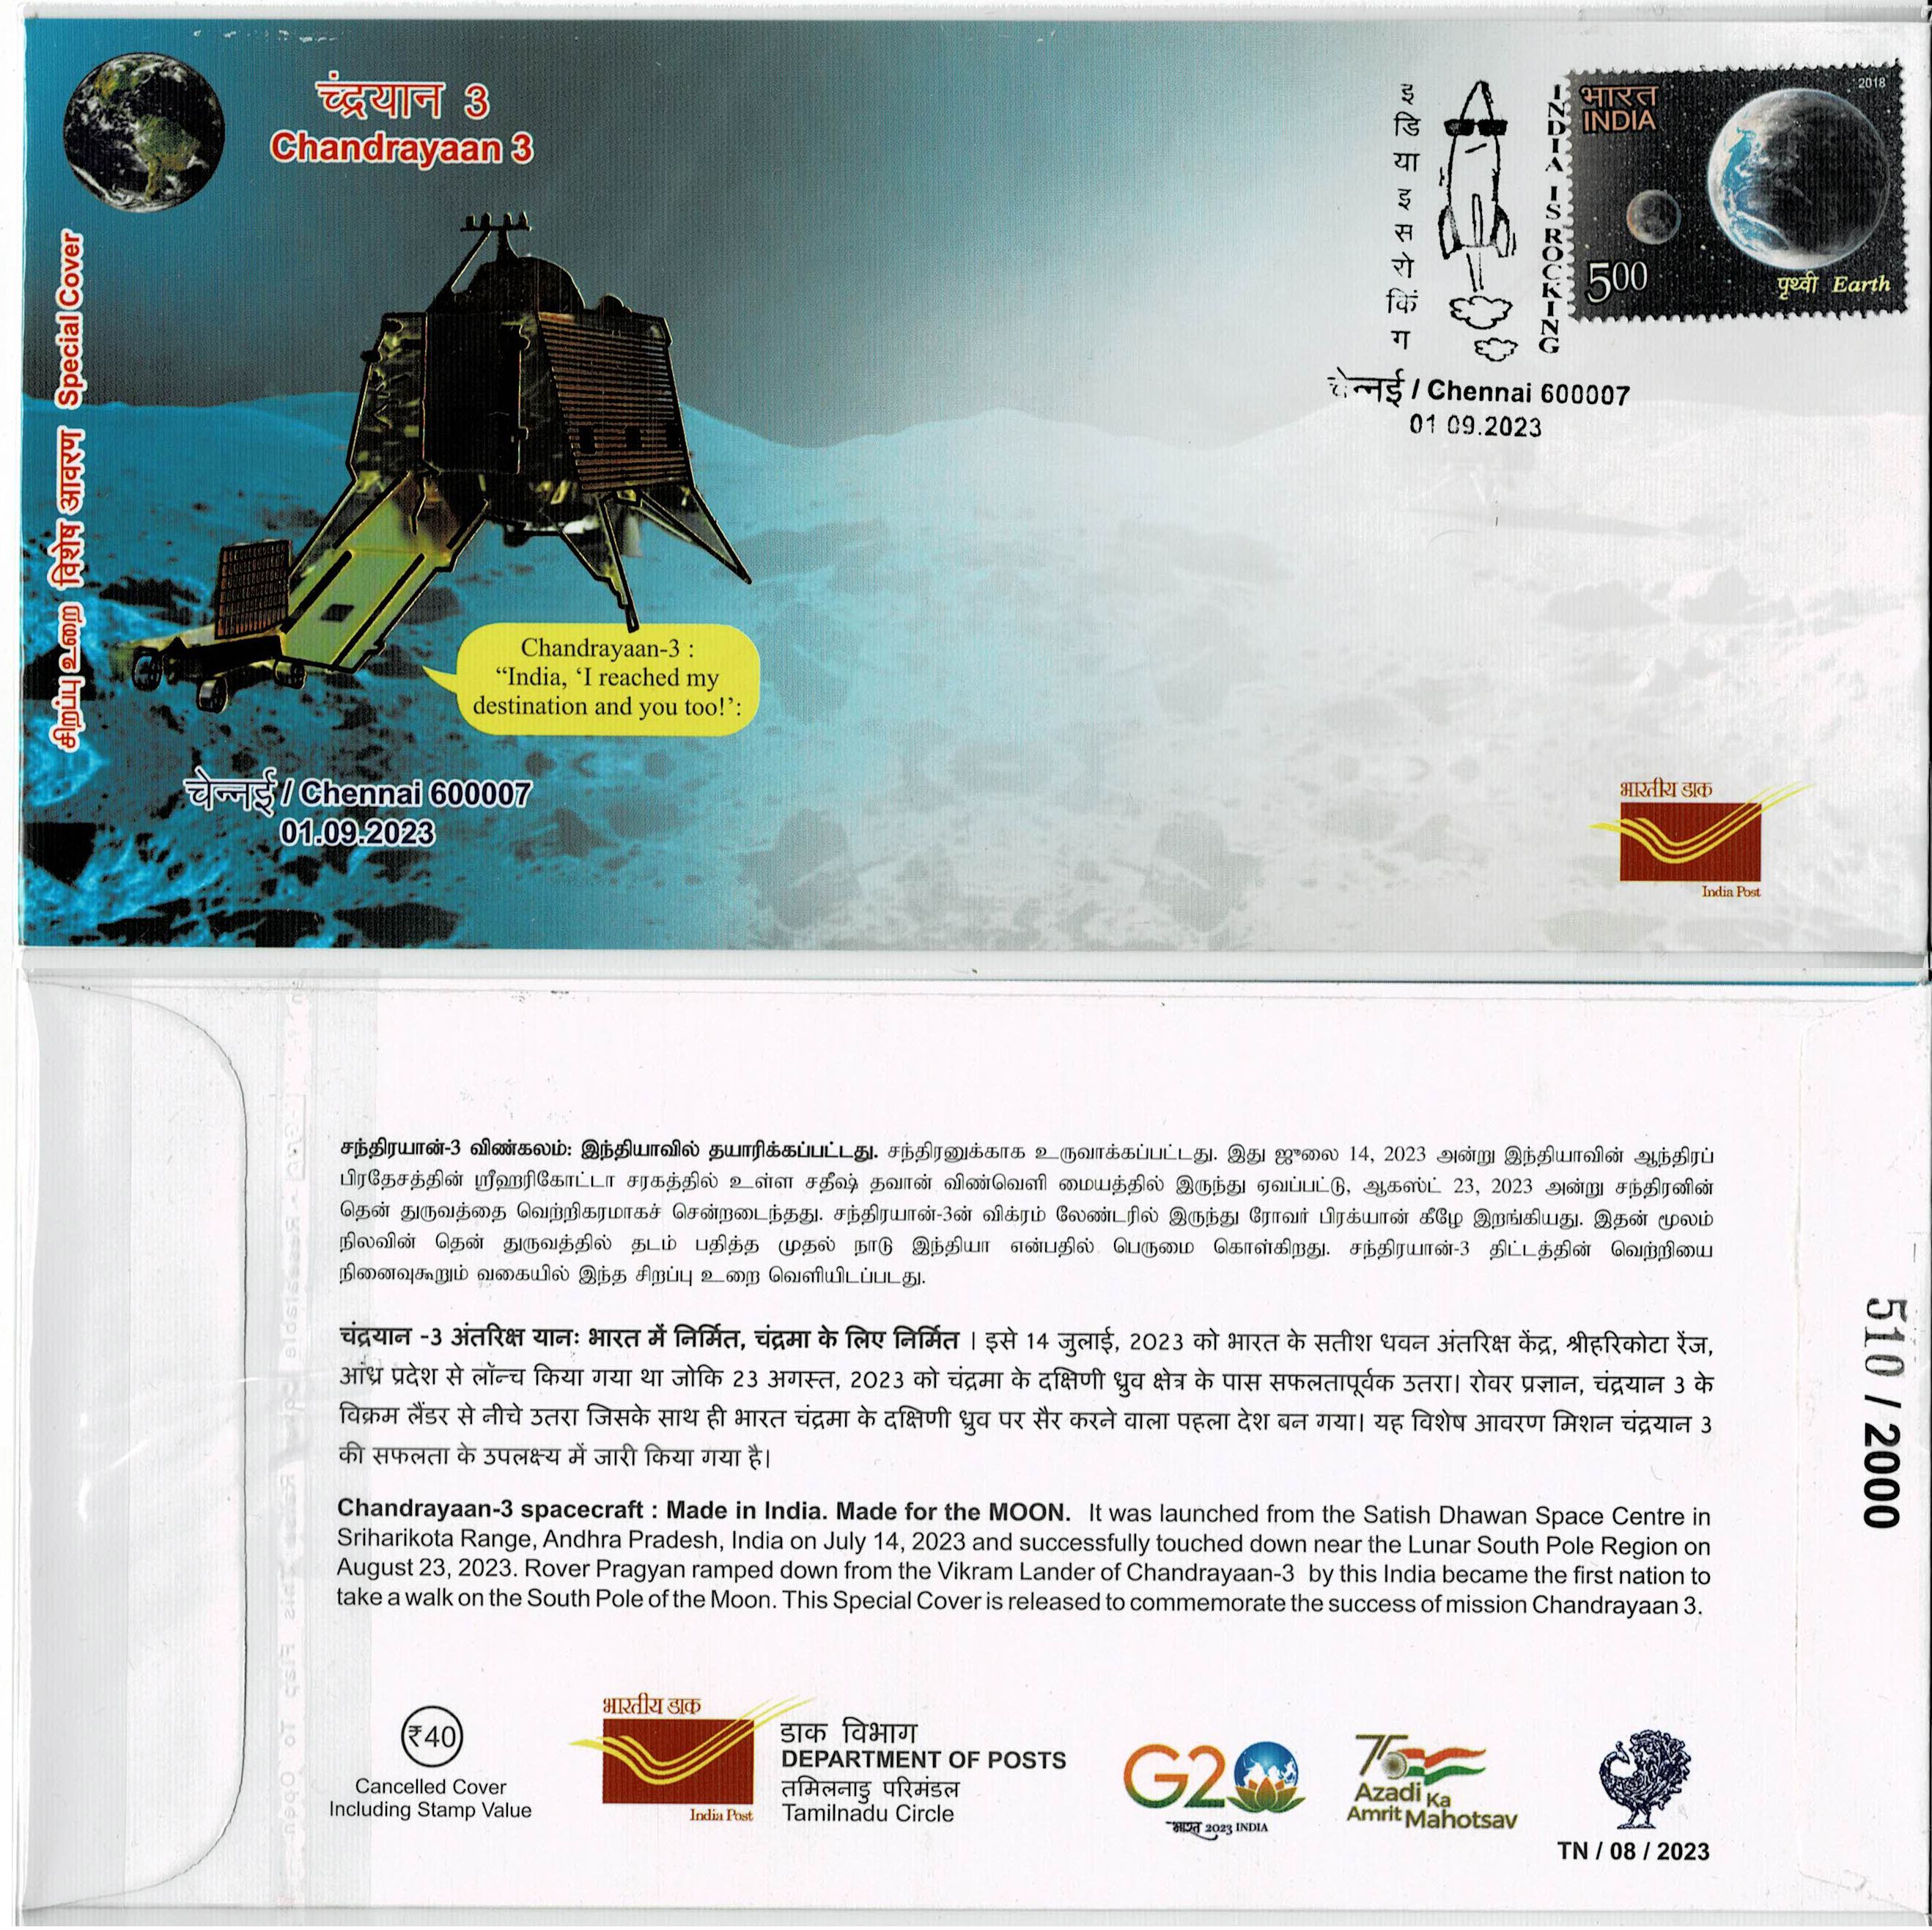 चंद्रयान 3
Chandrayaan 3
சிறப்பு உறை विशेष आवरण Special Cover
इंडिया इस रोकिंग
INDIA IS ROCKING
भारत
INDIA
2018
500
पृथ्वी Earth
चेन्नई / Chennai 600007
01 09.2023
Chandrayaan-3 :
“India, ‘I reached my
destination and you too!’:
चेन्नई / Chennai 600007
01.09.2023
भारतीय डाक
India Post
சந்திரயான்-3 விண்கலம்: இந்தியாவில் தயாரிக்கப்பட்டது. சந்திரனுக்காக உருவாக்கப்பட்டது. இது ஜுலை 14, 2023 அன்று இந்தியாவின் ஆந்திரப்
பிரதேசத்தின் ஸ்ரீஹரிகோட்டா சரகத்தில் உள்ள சதீஷ் தவான் விண்வெளி மையத்தில் இருந்து ஏவப்பட்டு, ஆகஸ்ட் 23, 2023 அன்று சந்திரனின்
தென் துருவத்தை வெற்றிகரமாகச் சென்றடைந்தது. சந்திரயான்-3ன் விக்ரம் லேண்டரில் இருந்து ரோவர் பிரக்யான் கீழே இறங்கியது. இதன் மூலம்
நிலவின் தென் துருவத்தில் தடம் பதித்த முதல் நாடு இந்தியா என்பதில் பெருமை கொள்கிறது. சந்திரயான்-3 திட்டத்தின் வெற்றியை
நினைவுகூறும் வகையில் இந்த சிறப்பு உறை வெளியிடப்படது.
चंद्रयान -3 अंतरिक्ष यानः भारत में निर्मित, चंद्रमा के लिए निर्मित । इसे 14 जुलाई, 2023 को भारत के सतीश धवन अंतरिक्ष केंद्र, श्रीहरिकोटा रेंज,
आंध्र प्रदेश से लॉन्च किया गया था जोकि 23 अगस्त, 2023 को चंद्रमा के दक्षिणी ध्रुव क्षेत्र के पास सफलतापूर्वक उतरा। रोवर प्रज्ञान, चंद्रयान 3 के
विक्रम लैंडर से नीचे उतरा जिसके साथ ही भारत चंद्रमा के दक्षिणी ध्रुव पर सैर करने वाला पहला देश बन गया। यह विशेष आवरण मिशन चंद्रयान 3
की सफलता के उपलक्ष्य में जारी किया गया है।
Chandrayaan-3 spacecraft : Made in India. Made for the MOON. It was launched from the Satish Dhawan Space Centre in
Sriharikota Range, Andhra Pradesh, India on July 14, 2023 and successfully touched down near the Lunar South Pole Region on
August 23, 2023. Rover Pragyan ramped down from the Vikram Lander of Chandrayaan-3 by this India became the first nation to
take a walk on the South Pole of the Moon. This Special Cover is released to commemorate the success of mission Chandrayaan 3.
510 / 2000
₹40
Cancelled Cover
Including Stamp Value
भारतीय डाक
India Post
डाक विभाग
DEPARTMENT OF POSTS
तमिलनाडु परिमंडल
Tamilnadu Circle
G20
भारत 2023 INDIA
75
Azadi Ka
Amrit Mahotsav
TN / 08 / 2023